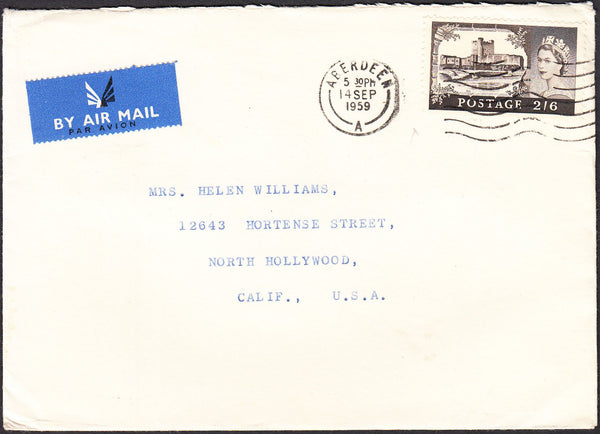 ABERDEEN
5 30PM
14 SEP
1959
A
POSTAGE 2/6
BY AIR MAIL
PAR AVION
MRS. HELEN WILLIAMS,
12643 HORTENSE STREET,
NORTH HOLLYWOOD,
CALIF., U.S.A.